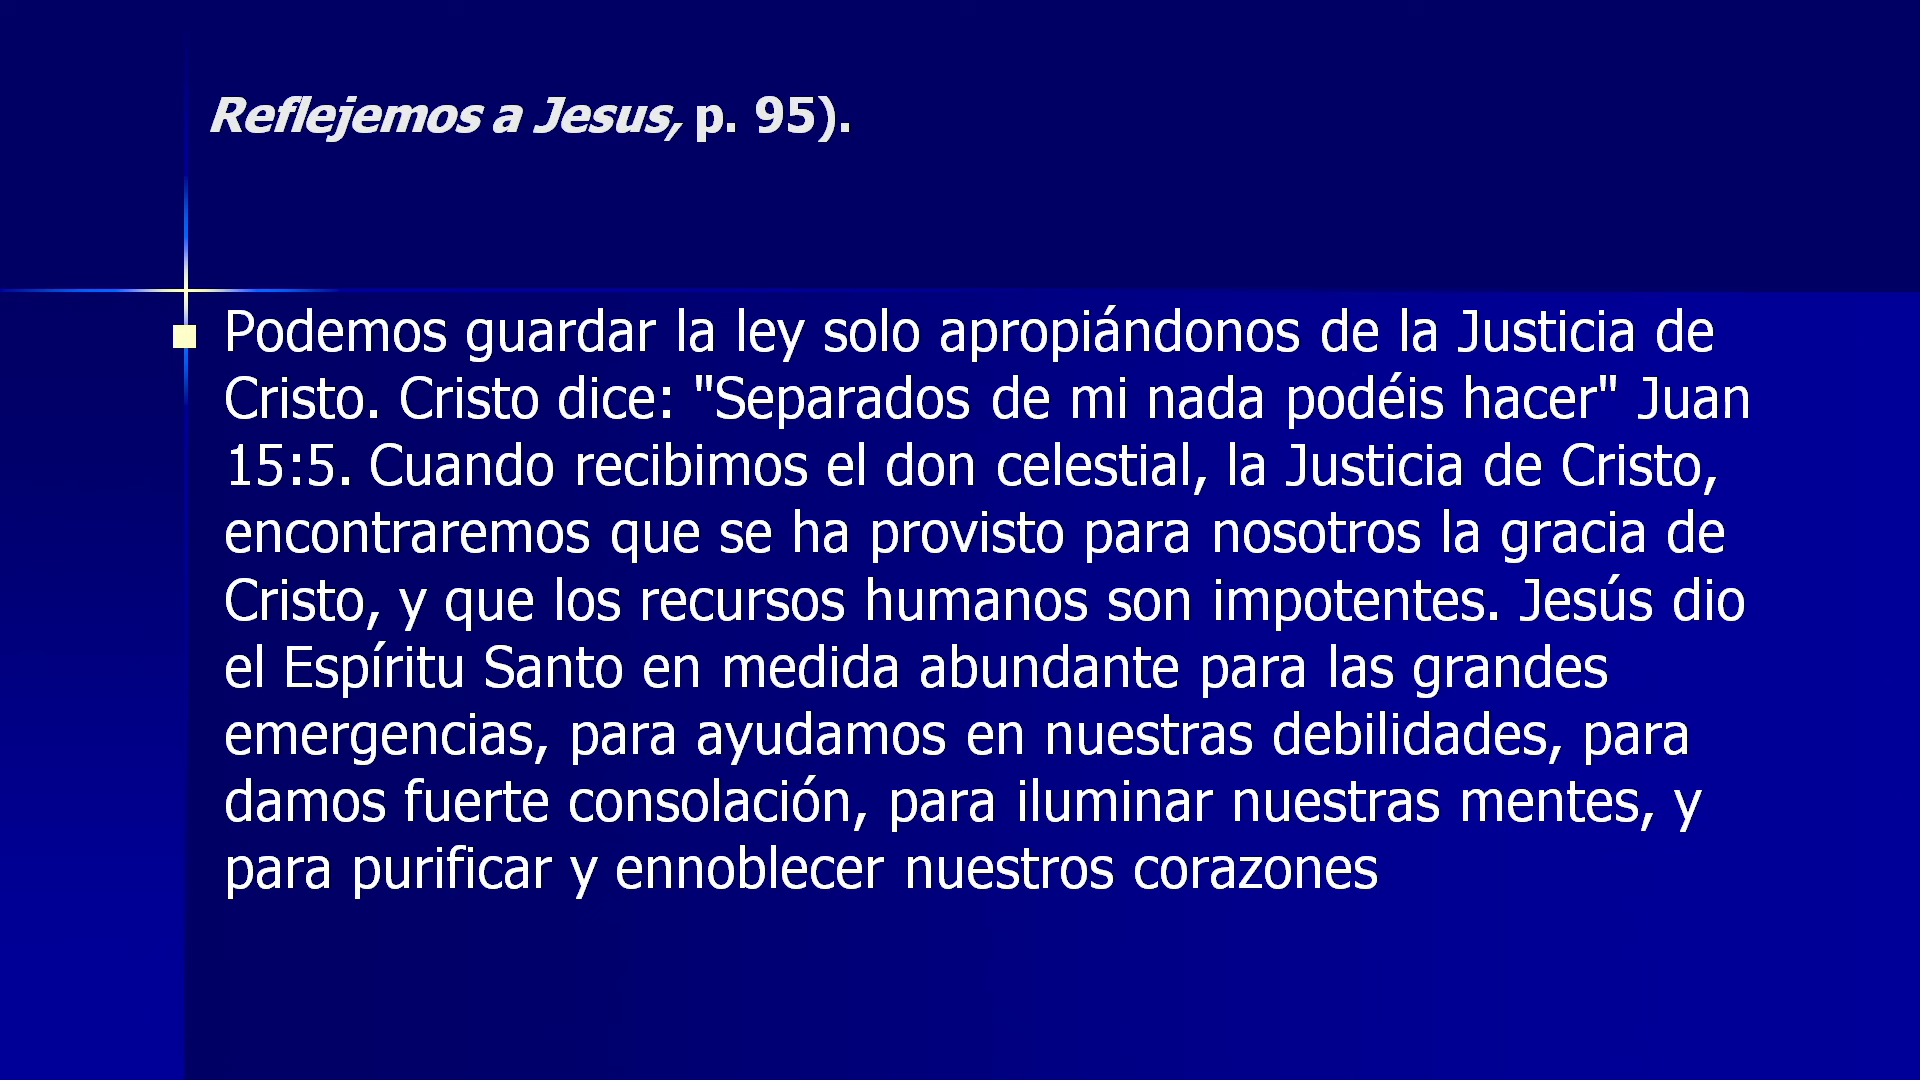 Reflejemos a Jesus, p. 95).
Podemos guardar la ley solo apropiándonos de la Justicia de
Cristo. Cristo dice: "Separados de mi nada podéis hacer" Juan
15:5. Cuando recibimos el don celestial, la Justicia de Cristo,
encontraremos que se ha provisto para nosotros la gracia de
Cristo, y que los recursos humanos son impotentes. Jesús dio
el Espíritu Santo en medida abundante para las grandes
emergencias, para ayudamos en nuestras debilidades, para
damos fuerte consolación, para iluminar nuestras mentes, y
para purificar y ennoblecer nuestros corazones